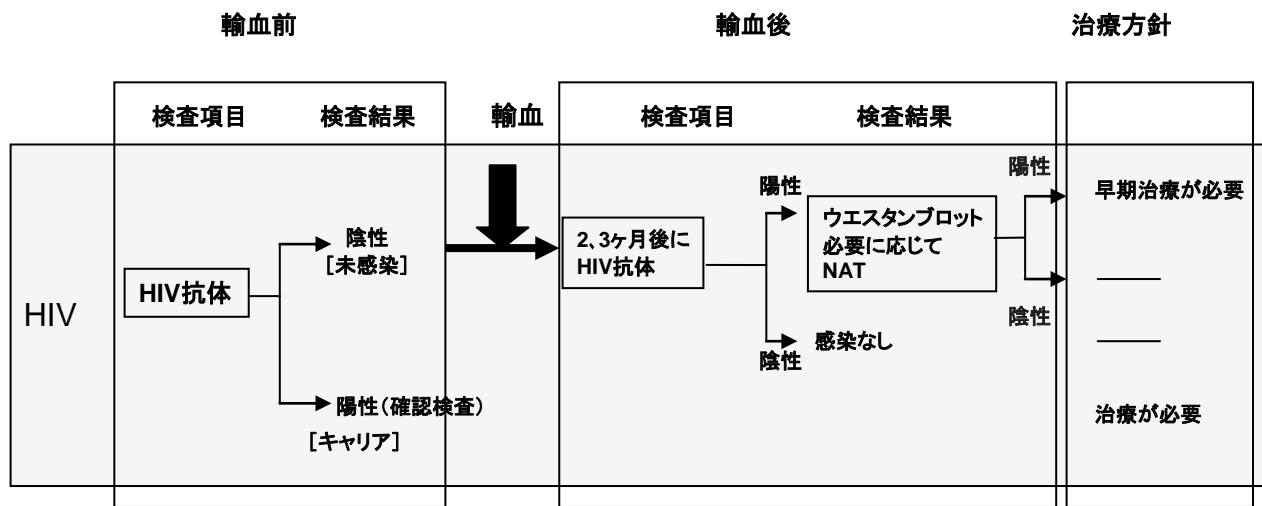 輸血前
輸血後
治療方針
検査項目
検査結果
輸血
検査項目
検査結果
HIV
HIV抗体
陰性
[未感染]
陽性(確認検査)
[キャリア]
2、3ヶ月後に
HIV抗体
陽性
ウエスタンブロット
必要に応じて
NAT
陰性
感染なし
陽性
早期治療が必要
陰性
治療が必要